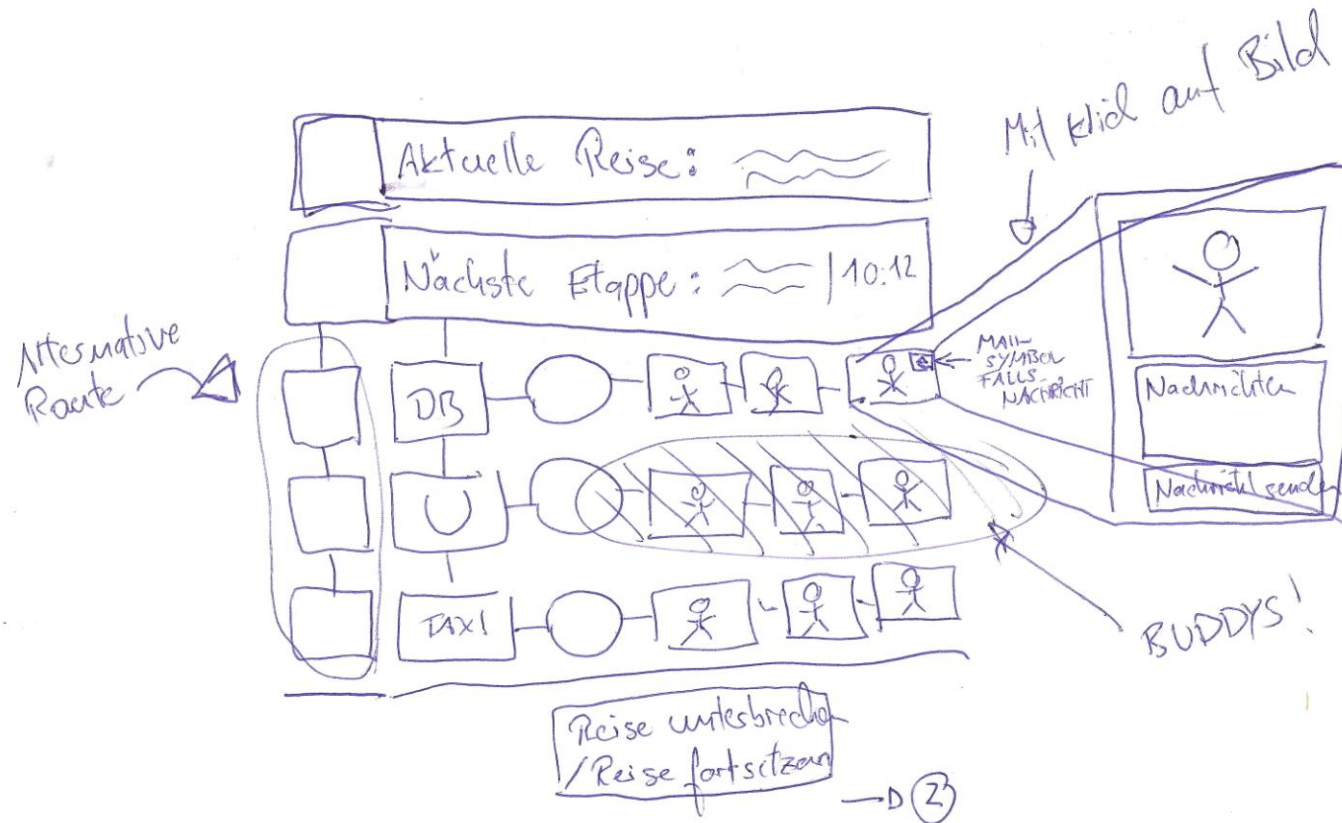 Mit Klick auf Bild
Aktuelle Reise:
Nächste Etappe: | 10:12
Alternative
Route
DB
MAIL
SYMBOL
FALLS
NACHRICHT
Nachrichten
Nachricht senden
U
TAXI
BUDDYS!
Reise unterbrechen
/Reise fortsetzen
2